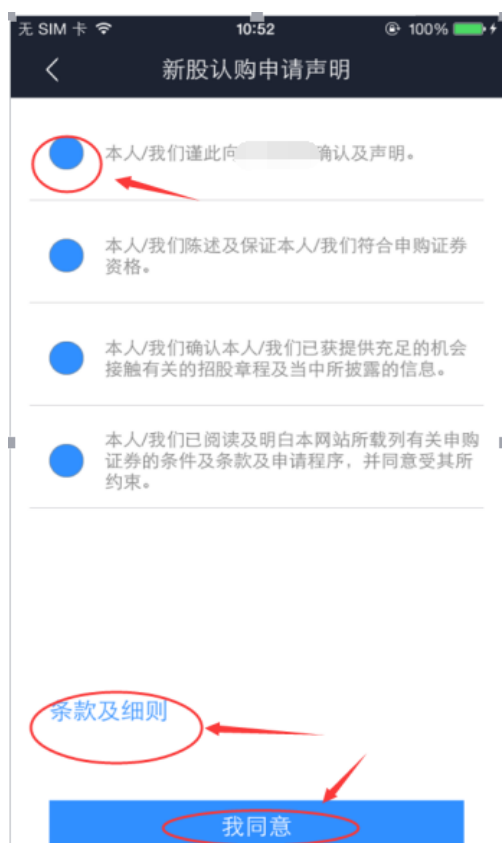 无 SIM 卡 10:52 100%
新股认购申请声明
本人/我们谨此向 确认及声明。
本人/我们陈述及保证本人/我们符合申购证券
资格。
本人/我们确认本人/我们已获提供充足的机会
接触有关的招股章程及当中所披露的信息。
本人/我们已阅读及明白本网站所载列有关申购
证券的条件及条款及申请程序，并同意受其所
约束。
条款及细则
我同意